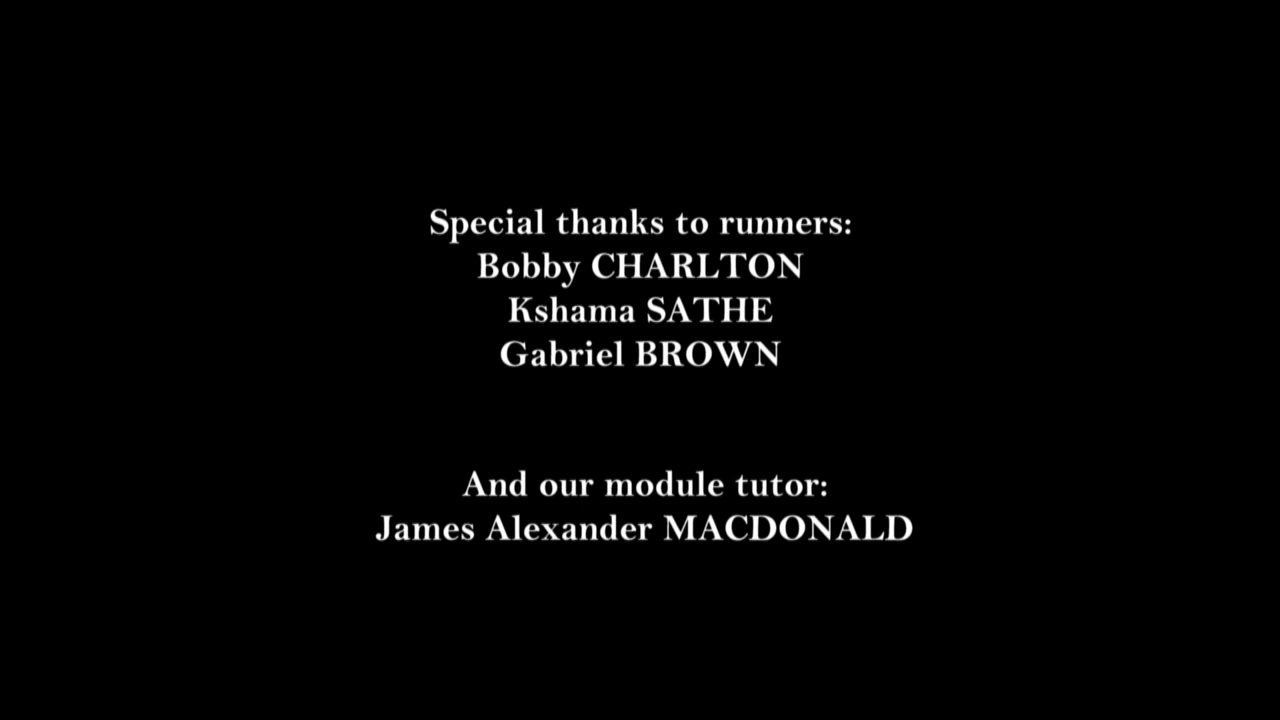 Special thanks to runners:
Bobby CHARLTON
Kshama SATHE
Gabriel BROWN
And our module tutor:
James Alexander MACDONALD